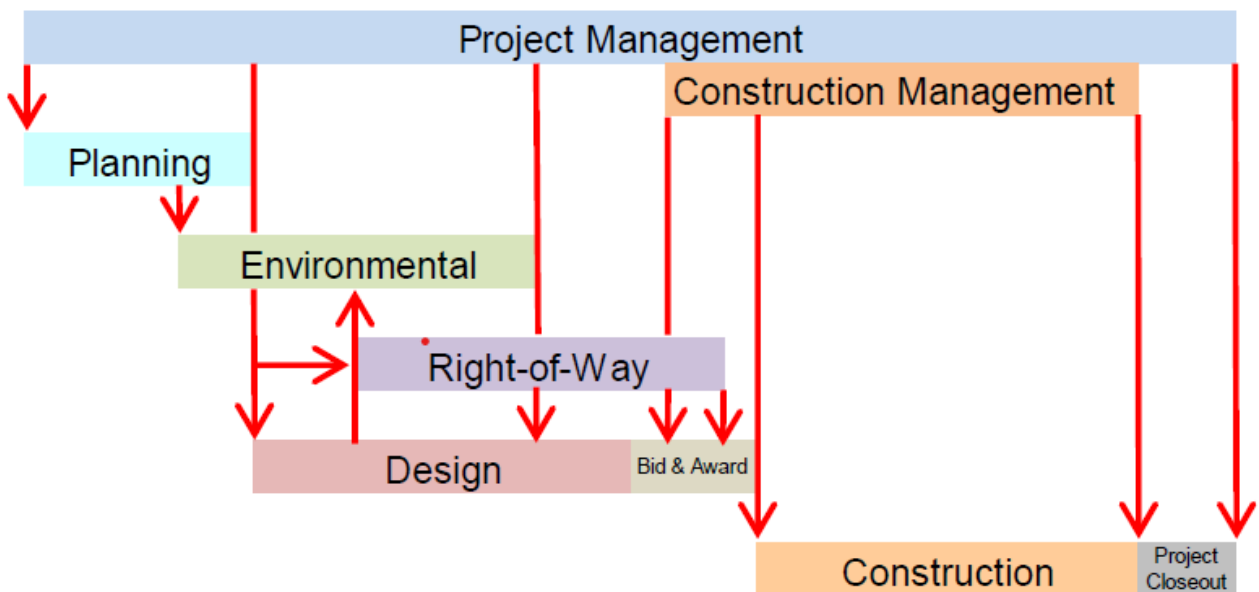 Project Management
Construction Management
Planning
Environmental
Right-of-Way
Design
Bid & Award
Construction
Project
Closeout